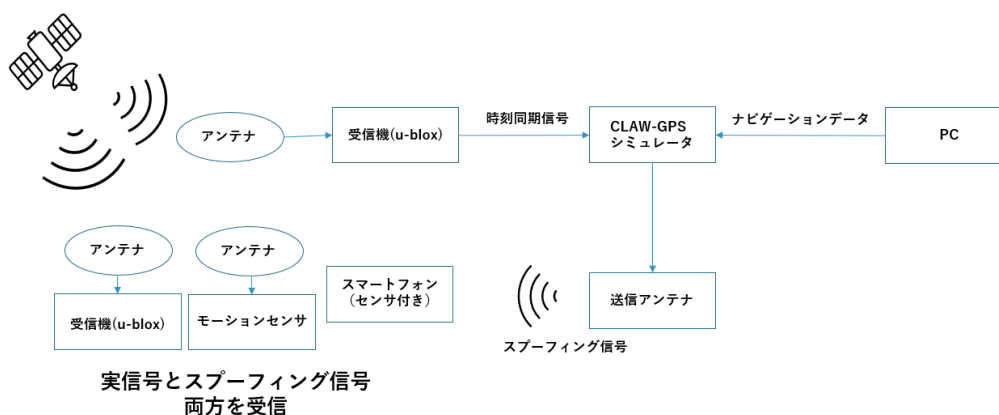 アンテナ
受信機(u-blox)
時刻同期信号
CLAW-GPS
シミュレータ
ナビゲーションデータ
PC
アンテナ
アンテナ
受信機(u-blox)
モーションセンサ
スマートフォン
(センサ付き)
送信アンテナ
スプーフィング信号
実信号とスプーフィング信号
両方を受信